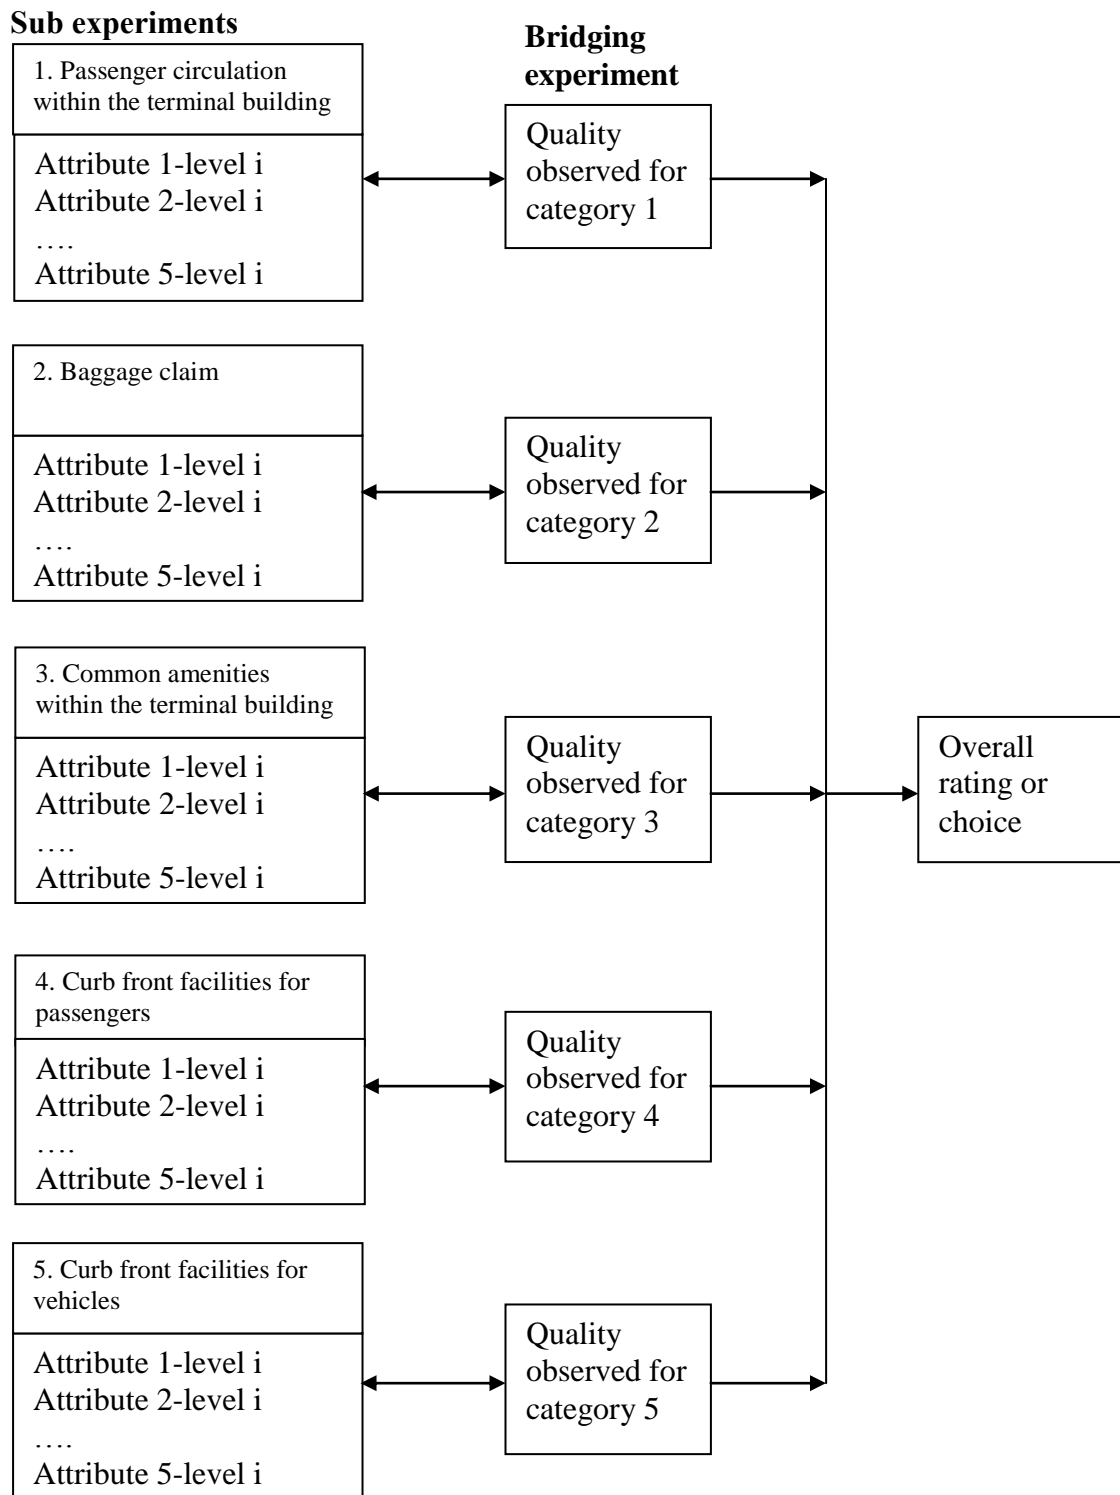 Sub experiments
Bridging
experiment
1. Passenger circulation
within the terminal building
Attribute 1-level i
Attribute 2-level i
….
Attribute 5-level i
Quality
observed for
category 1
2. Baggage claim
Attribute 1-level i
Attribute 2-level i
….
Attribute 5-level i
Quality
observed for
category 2
3. Common amenities
within the terminal building
Attribute 1-level i
Attribute 2-level i
….
Attribute 5-level i
Quality
observed for
category 3
Overall
rating or
choice
4. Curb front facilities for
passengers
Attribute 1-level i
Attribute 2-level i
….
Attribute 5-level i
Quality
observed for
category 4
5. Curb front facilities for
vehicles
Attribute 1-level i
Attribute 2-level i
….
Attribute 5-level i
Quality
observed for
category 5